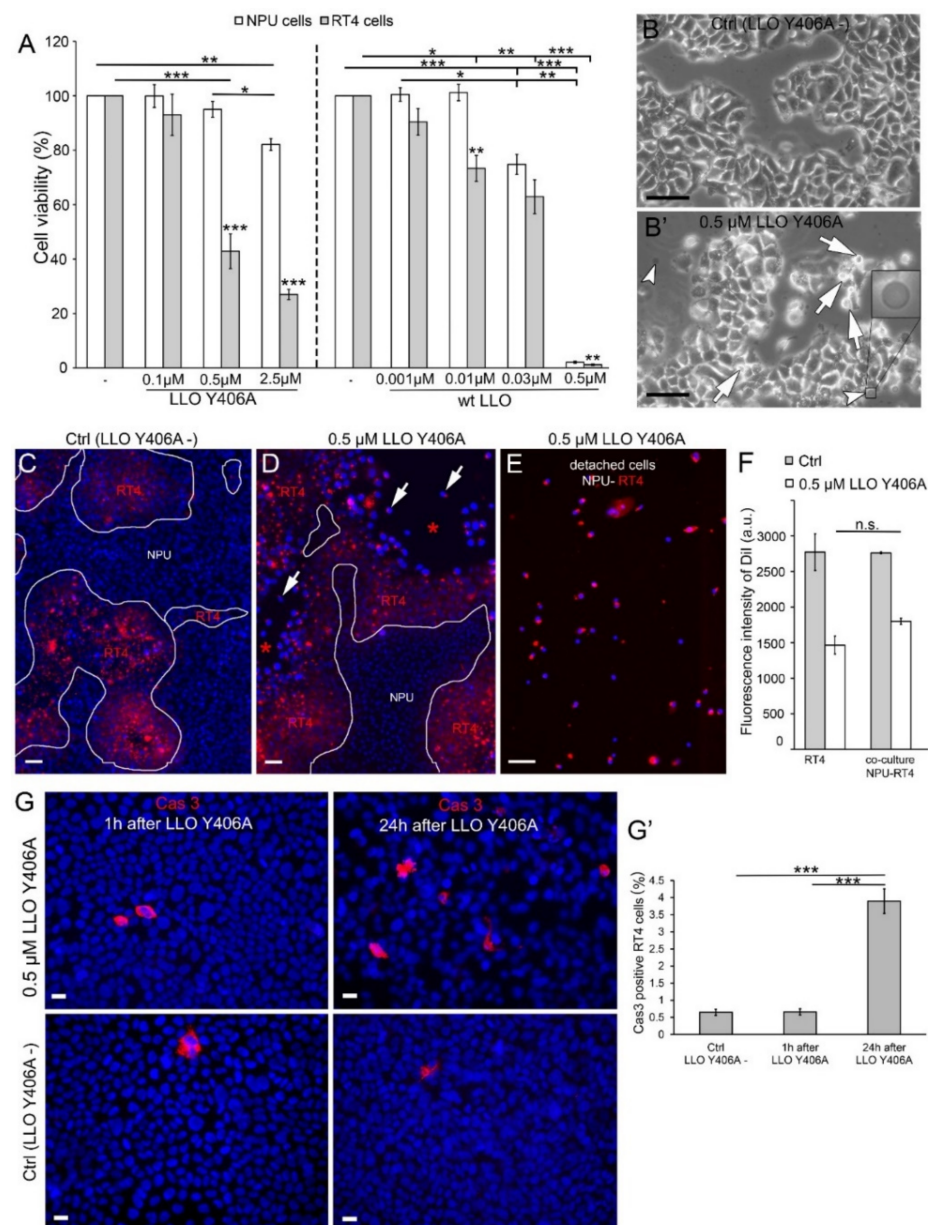 NPU cells RT4 cells
A
120
100
80
60
40
20
0
Cell viability (%)
** 
***
*
***
***
* ** ***
*** ***
* **
**
**
- 0.1µM 0.5µM 2.5µM - 0.001µM 0.01µM 0.03µM 0.5µM
LLO Y406A wt LLO
B
Ctrl (LLO Y406A -)
B'
0.5 µM LLO Y406A
Ctrl (LLO Y406A -)
C
RT4
NPU
RT4
RT4
0.5 µM LLO Y406A
D
RT4
*
*
NPU
RT4
RT4
0.5 µM LLO Y406A
E
detached cells
NPU- RT4
F
Ctrl
0.5 µM LLO Y406A
n.s.
3000
2500
2000
1500
1000
500
0
Fluorescence intensity of DiI (a.u.)
RT4 co-culture
NPU-RT4
G
Cas 3
1h after LLO Y406A
24h after LLO Y406A
0.5 µM LLO Y406A
Ctrl (LLO Y406A -)
G'
***
***
4.5
4
3.5
3
2.5
2
1.5
1
0.5
0
Cas3 positive RT4 cells (%)
Ctrl 1h after 24h after
LLO Y406A - LLO Y406A LLO Y406A